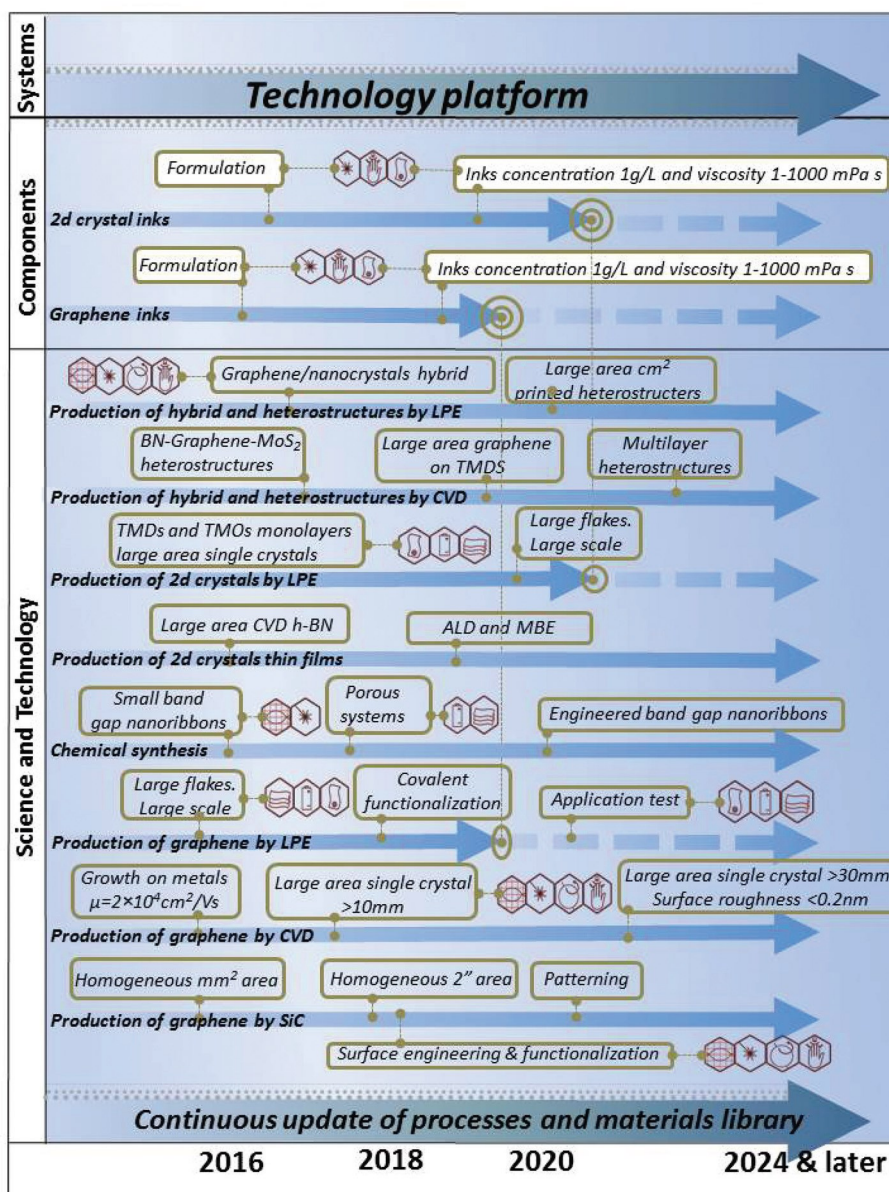 Systems
Technology platform
Components
Formulation
Inks concentration 1g/L and viscosity 1-1000 mPa s
2d crystal inks
Formulation
Inks concentration 1g/L and viscosity 1-1000 mPa s
Graphene inks
Science and Technology
Graphene/nanocrystals hybrid
Large area cm²
printed heterostructers
Production of hybrid and heterostructures by LPE
BN-Graphene-MoS₂
heterostructures
Large area graphene
on TMDS
Multilayer
heterostructures
Production of hybrid and heterostructures by CVD
TMDs and TMOs monolayers
large area single crystals
Large flakes.
Large scale
Production of 2d crystals by LPE
Large area CVD h-BN
ALD and MBE
Production of 2d crystals thin films
Small band
gap nanoribbons
Porous
systems
Engineered band gap nanoribbons
Chemical synthesis
Large flakes.
Large scale
Covalent
functionalization
Application test
Production of graphene by LPE
Growth on metals
μ=2×10⁴cm²/Vs
Large area single crystal
>10mm
Large area single crystal >30mm
Surface roughness <0.2nm
Production of graphene by CVD
Homogeneous mm² area
Homogeneous 2″ area
Patterning
Production of graphene by SiC
Surface engineering & functionalization
Continuous update of processes and materials library
2016 2018 2020 2024 & later